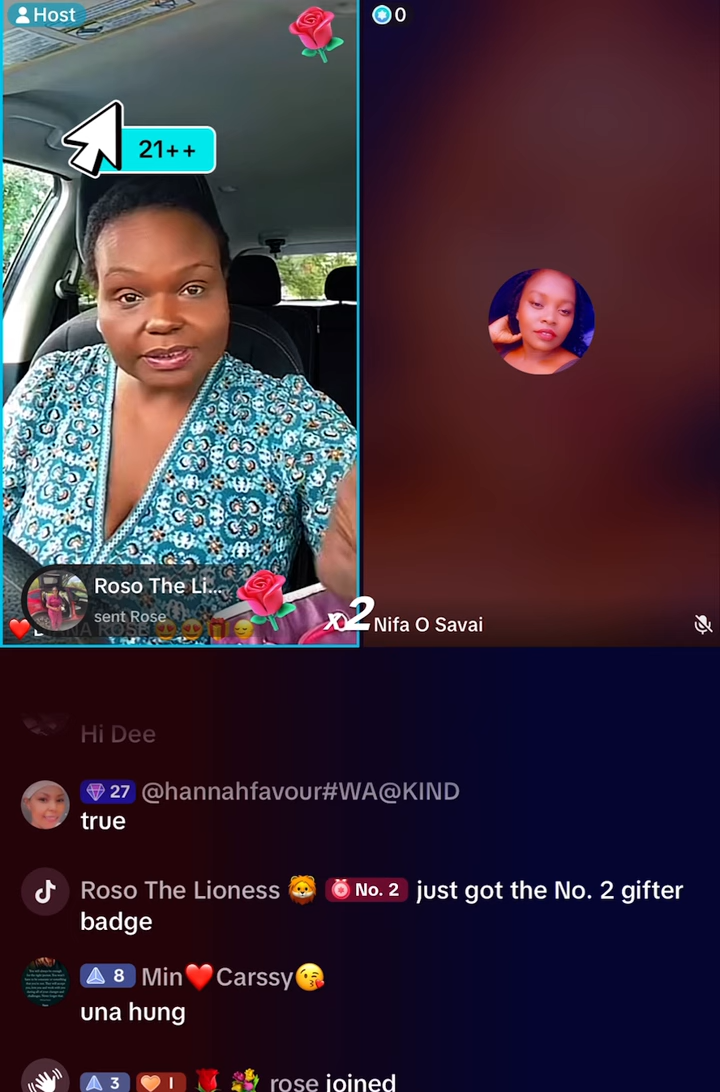 Host
0
21++
Roso The Li...
sent Rose
x2
Nifa O Savai
Hi Dee
27 @hannahfavour#WA@KIND
true
Roso The Lioness 🦁 No. 2 just got the No. 2 gifter
badge
8 Min❤️Carssy😘
una hung
3 1 🌹 💐 rose joined